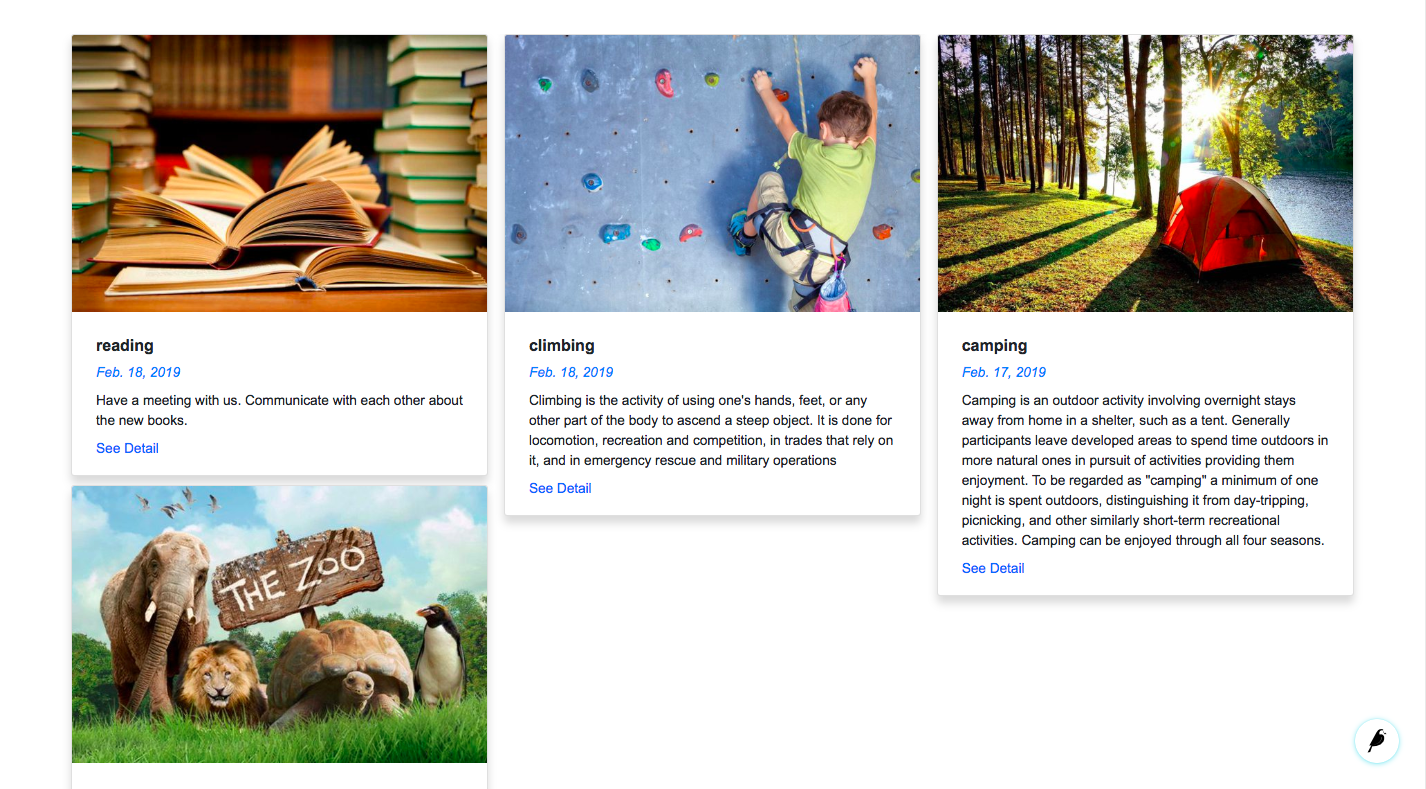 reading
Feb. 18, 2019
Have a meeting with us. Communicate with each other about
the new books.
See Detail
THE ZOO
climbing
Feb. 18, 2019
Climbing is the activity of using one's hands, feet, or any
other part of the body to ascend a steep object. It is done for
locomotion, recreation and competition, in trades that rely on
it, and in emergency rescue and military operations
See Detail
camping
Feb. 17, 2019
Camping is an outdoor activity involving overnight stays
away from home in a shelter, such as a tent. Generally
participants leave developed areas to spend time outdoors in
more natural ones in pursuit of activities providing them
enjoyment. To be regarded as "camping" a minimum of one
night is spent outdoors, distinguishing it from day-tripping,
picnicking, and other similarly short-term recreational
activities. Camping can be enjoyed through all four seasons.
See Detail